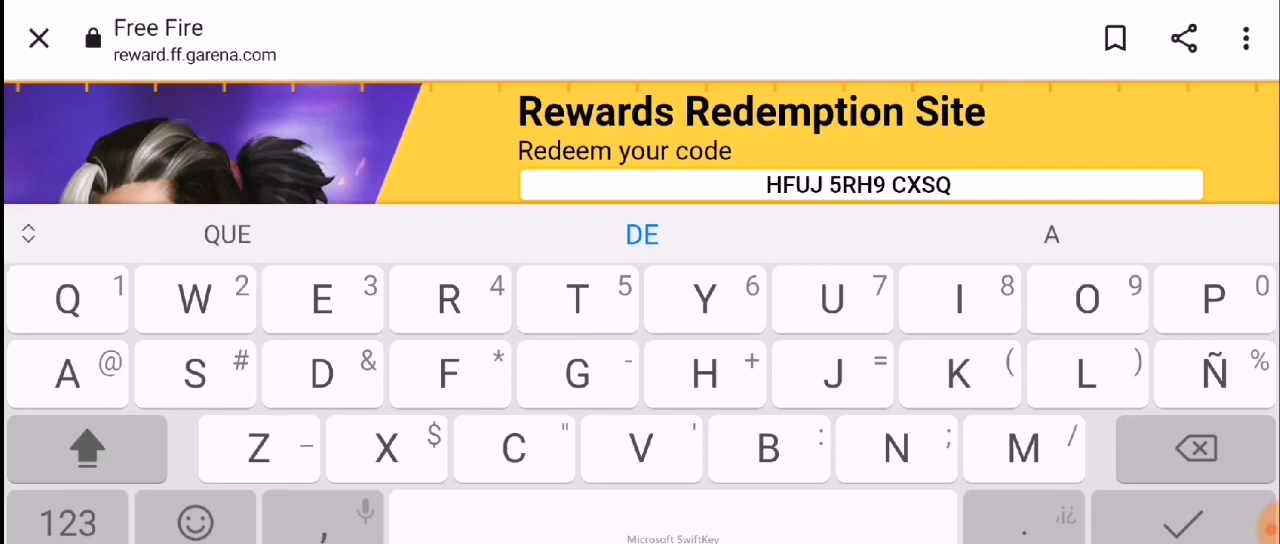 Free Fire
reward.ff.garena.com
Rewards Redemption Site
Redeem your code
HFUJ 5RH9 CXSQ
QUE DE A
Q 1 W 2 E 3 R 4 T 5 Y 6 U 7 I 8 O 9 P 0
A @ S # D & F * G - H + J = K ( L ) Ñ %
Z _ X $ C " V ' B : N ; M /
123 , . ,!¿
Microsoft SwiftKey